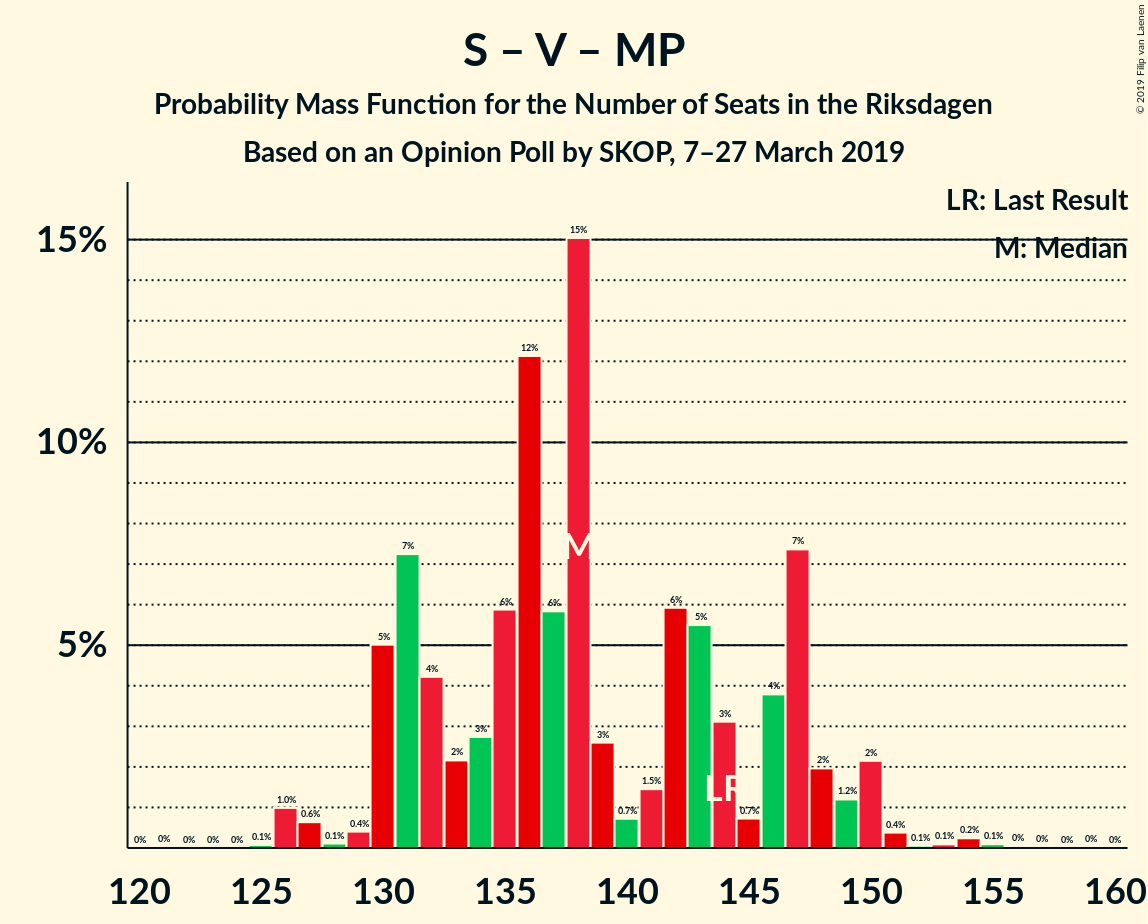 © 2019 Filip van Laenen
S – V – MP
Probability Mass Function for the Number of Seats in the Riksdagen
Based on an Opinion Poll by SKOP, 7–27 March 2019
LR: Last Result
M: Median
15%
10%
5%
0% 0% 0% 0% 0% 0.1% 1.0% 0.6% 0.1% 0.4% 5% 7% 4% 2% 3% 6% 12% 6% 15% 3% 0.7% 1.5% 6% 5% 3% 0.7% 4% 7% 2% 1.2% 2% 0.4% 0.1% 0.1% 0.2% 0.1% 0% 0% 0% 0% 0%
M
LR
120 125 130 135 140 145 150 155 160